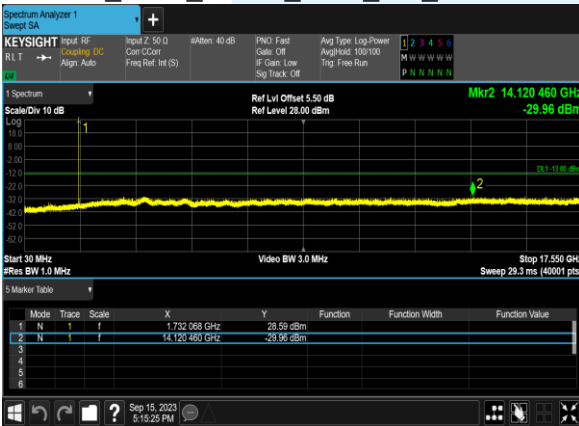 Spectrum Analyzer 1
Swept SA
+
KEYSIGHT Input: RF Input Z: 50 Ω #Atten: 40 dB PNO: Fast Avg Type: Log-Power 1 2 3 4 5 6
RLT Coupling: DC Corr CCorr Gate: Off Avg|Hold: 100/100 M W W W W W
Align: Auto Freq Ref: Int (S) IF Gain: Low Trig: Free Run
Sig Track: Off P N N N N N
LV
1 Spectrum Ref Lvl Offset 5.50 dB Mkr2 14.120 460 GHz
Scale/Div 10 dB Ref Level 28.00 dBm -29.96 dBm
Log
18.0
8.00
-2.00
-12.0
-22.0
-32.0
-42.0
-52.0
-62.0
1
DL1 -13.00 dBm
2
Start 30 MHz Video BW 3.0 MHz Stop 17.550 GHz
#Res BW 1.0 MHz Sweep 29.3 ms (40001 pts
5 Marker Table
Mode Trace Scale X Y Function Function Width Function Value
1 N 1 f 1.732 068 GHz 28.59 dBm
2 N 1 f 14.120 460 GHz -29.96 dBm
3
4
5
6
? Sep 15, 2023
5:15:25 PM